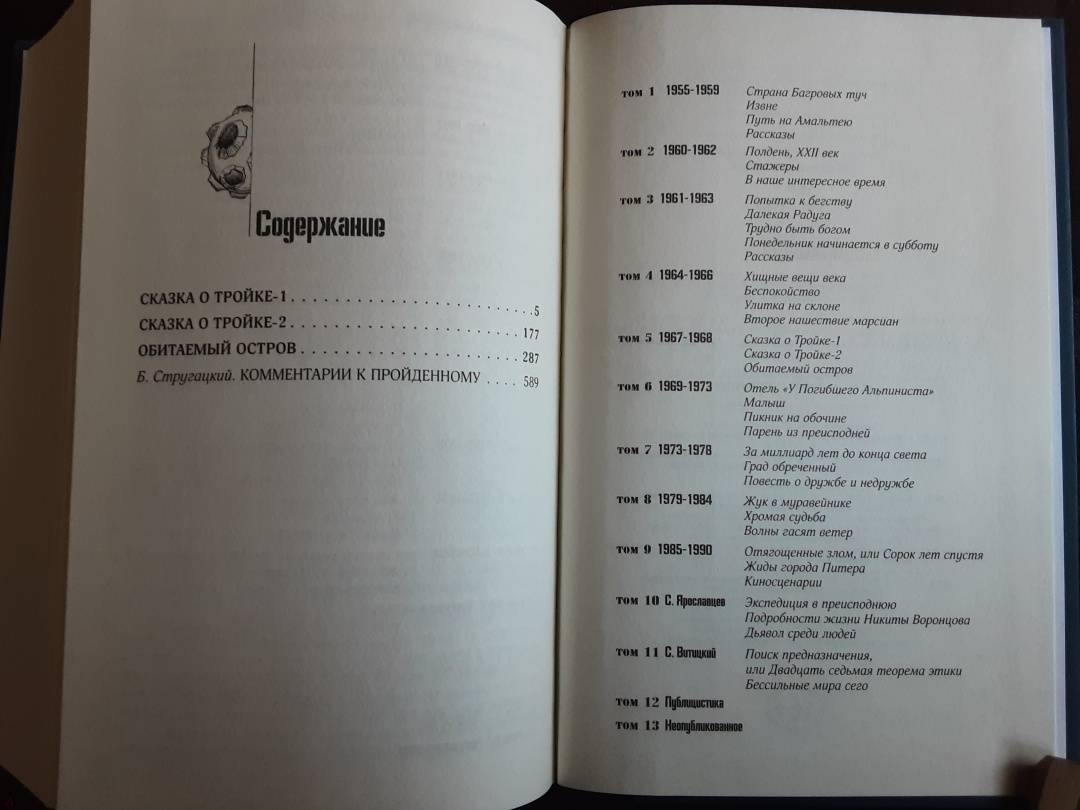 Содержание
СКАЗКА О ТРОЙКЕ-1 . . . . . . . . . . . . . . . . . . . . 5
СКАЗКА О ТРОЙКЕ-2 . . . . . . . . . . . . . . . . . . . 177
ОБИТАЕМЫЙ ОСТРОВ . . . . . . . . . . . . . . . . . . 287
Б. Стругацкий. КОММЕНТАРИИ К ПРОЙДЕННОМУ . . . . 589
том 1 1955-1959 Страна Багровых туч
Извне
Путь на Амальтею
Рассказы
том 2 1960-1962 Полдень, XXII век
Стажеры
В наше интересное время
том 3 1961-1963 Попытка к бегству
Далекая Радуга
Трудно быть богом
Понедельник начинается в субботу
Рассказы
том 4 1964-1966 Хищные вещи века
Беспокойство
Улитка на склоне
Второе нашествие марсиан
том 5 1967-1968 Сказка о Тройке-1
Сказка о Тройке-2
Обитаемый остров
том 6 1969-1973 Отель «У Погибшего Альпиниста»
Малыш
Пикник на обочине
Парень из преисподней
том 7 1973-1978 За миллиард лет до конца света
Град обреченный
Повесть о дружбе и недружбе
том 8 1979-1984 Жук в муравейнике
Хромая судьба
Волны гасят ветер
том 9 1985-1990 Отягощенные злом, или Сорок лет спустя
Жиды города Питера
Киносценарии
том 10 С. Ярославцев Экспедиция в преисподнюю
Подробности жизни Никиты Воронцова
Дьявол среди людей
том 11 С. Витицкий Поиск предназначения,
или Двадцать седьмая теорема этики
Бессильные мира сего
том 12 Публицистика
том 13 Неопубликованное